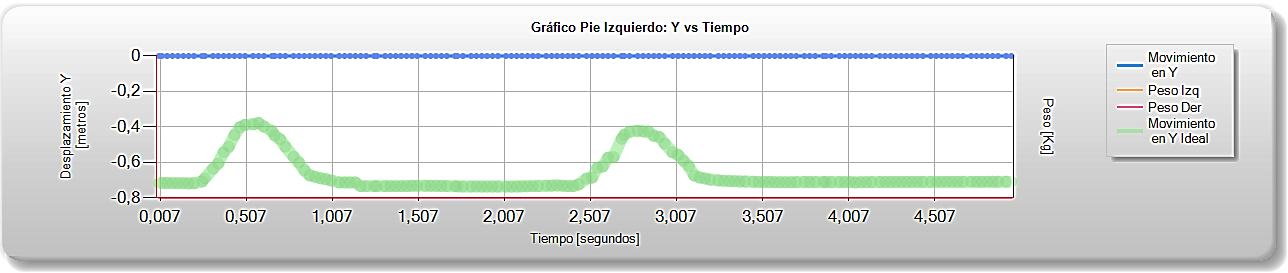 Gráfico Pie Izquierdo: Y vs Tiempo
Desplazamiento Y
[metros]
0
-0,2
-0,4
-0,6
-0,8
0,007
0,507
1,007
1,507
2,007
2,507
3,007
3,507
4,007
4,507
Tiempo [segundos]
Peso [Kg]
Movimiento
en Y
Peso Izq
Peso Der
Movimiento
en Y Ideal